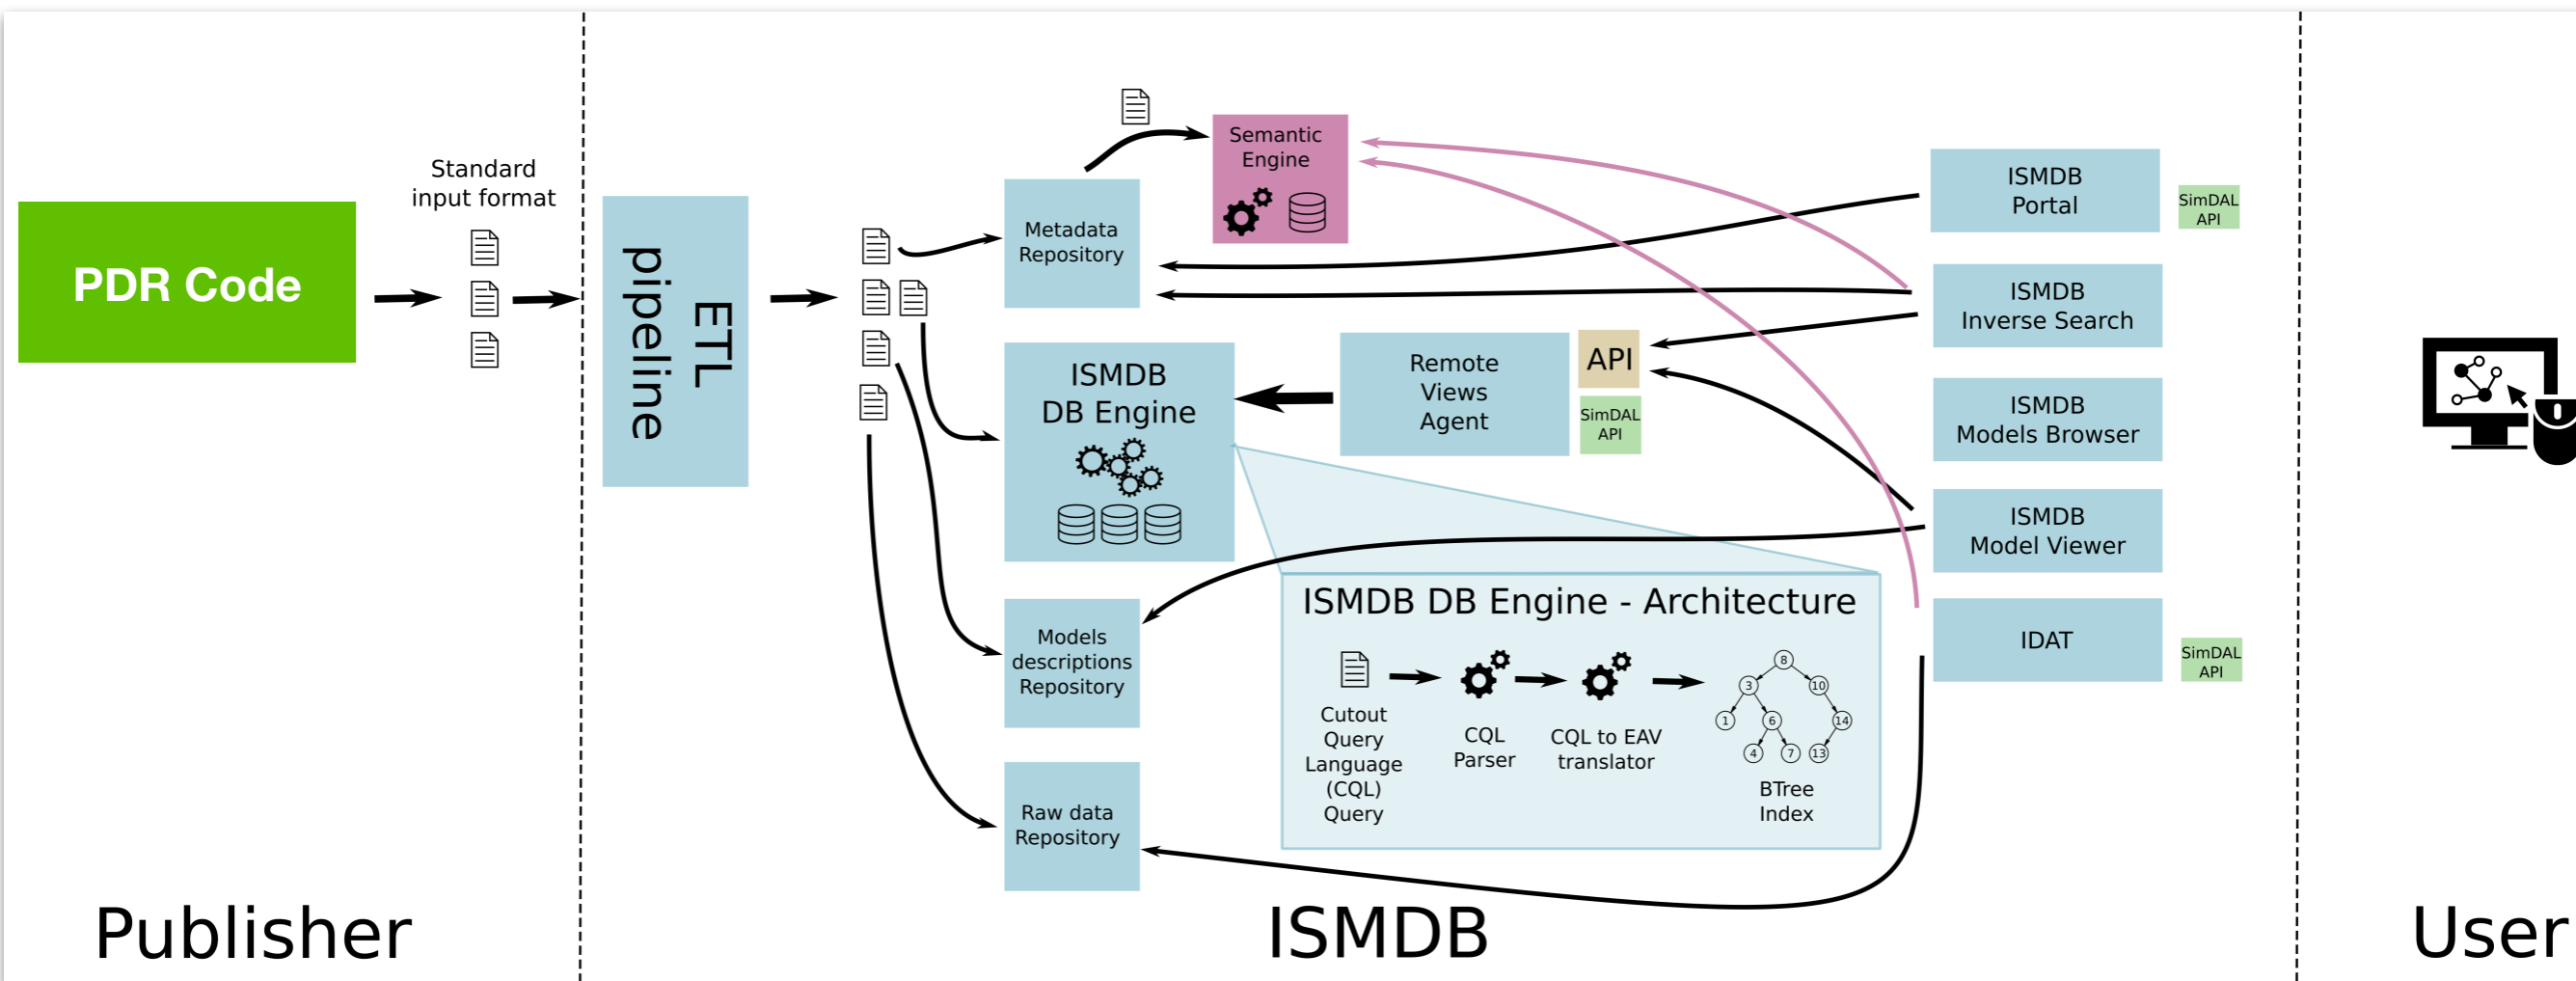 Standard
input format
PDR Code
ETL
pipeline
Semantic
Engine
Metadata
Repository
ISMDB
DB Engine
Remote
Views
Agent
API
SimDAL
API
Models
descriptions
Repository
Raw data
Repository
ISMDB DB Engine - Architecture
Cutout
Query
Language
(CQL)
Query
CQL
Parser
CQL to EAV
translator
8
3 10
1 6 14
4 7 13
BTree
Index
ISMDB
Portal
SimDAL
API
ISMDB
Inverse Search
ISMDB
Models Browser
ISMDB
Model Viewer
IDAT
SimDAL
API
Publisher
ISMDB
User